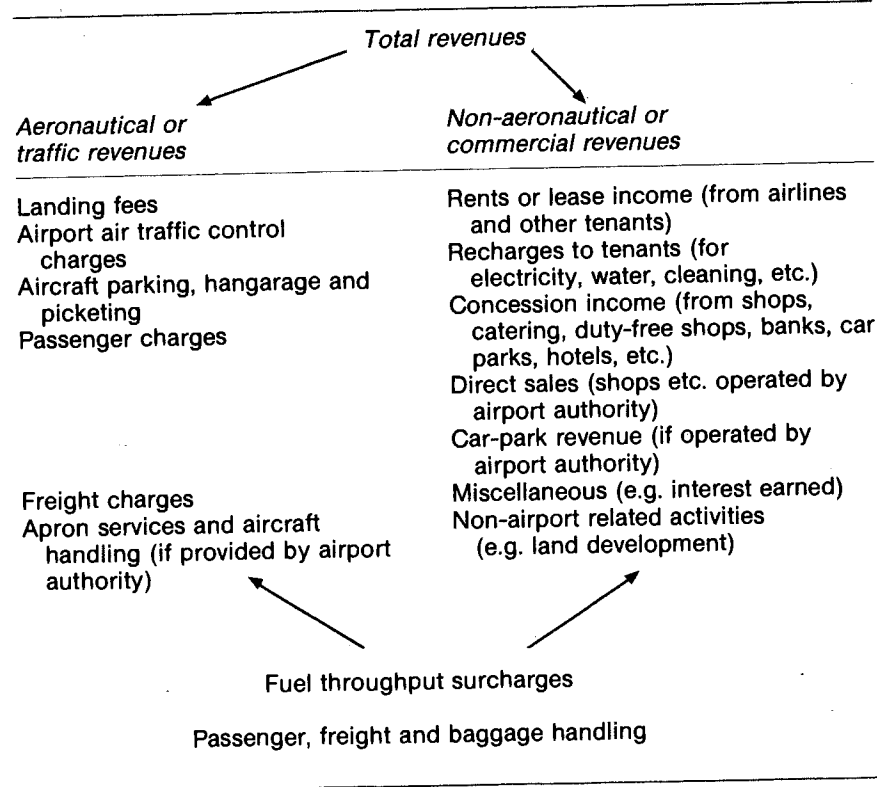 Total revenues
Aeronautical or
traffic revenues
Non-aeronautical or
commercial revenues
Landing fees
Airport air traffic control
charges
Aircraft parking, hangarage and
picketing
Passenger charges
Freight charges
Apron services and aircraft
handling (if provided by airport
authority)
Rents or lease income (from airlines
and other tenants)
Recharges to tenants (for
electricity, water, cleaning, etc.)
Concession income (from shops,
catering, duty-free shops, banks, car
parks, hotels, etc.)
Direct sales (shops etc. operated by
airport authority)
Car-park revenue (if operated by
airport authority)
Miscellaneous (e.g. interest earned)
Non-airport related activities
(e.g. land development)
Fuel throughput surcharges
Passenger, freight and baggage handling